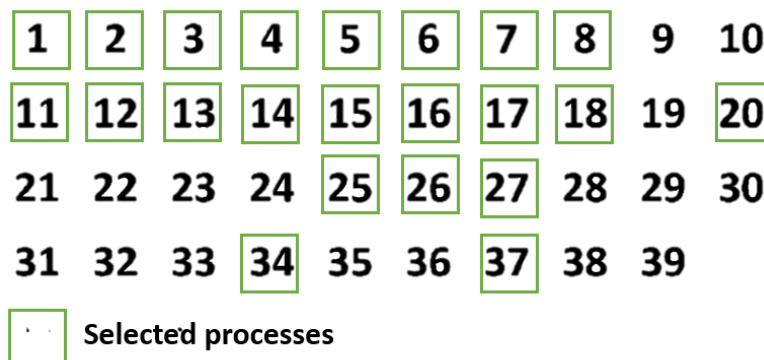 1 2 3 4 5 6 7 8 9 10
11 12 13 14 15 16 17 18 19 20
21 22 23 24 25 26 27 28 29 30
31 32 33 34 35 36 37 38 39
Selected processes